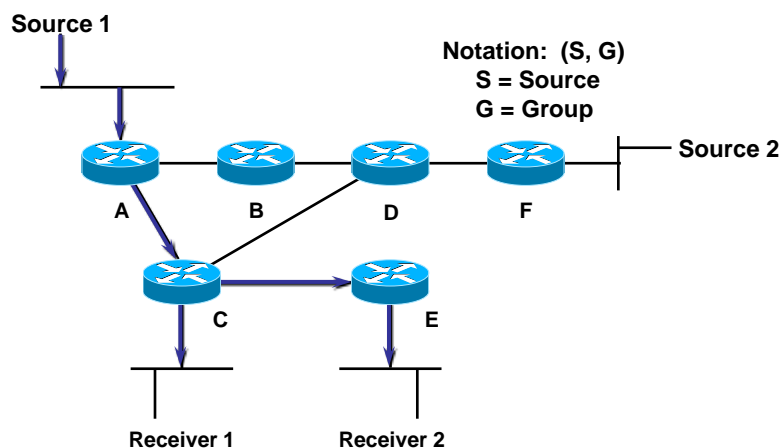 Source 1
Notation: (S, G)
S = Source
G = Group
Source 2
A
B
D
F
C
E
Receiver 1
Receiver 2